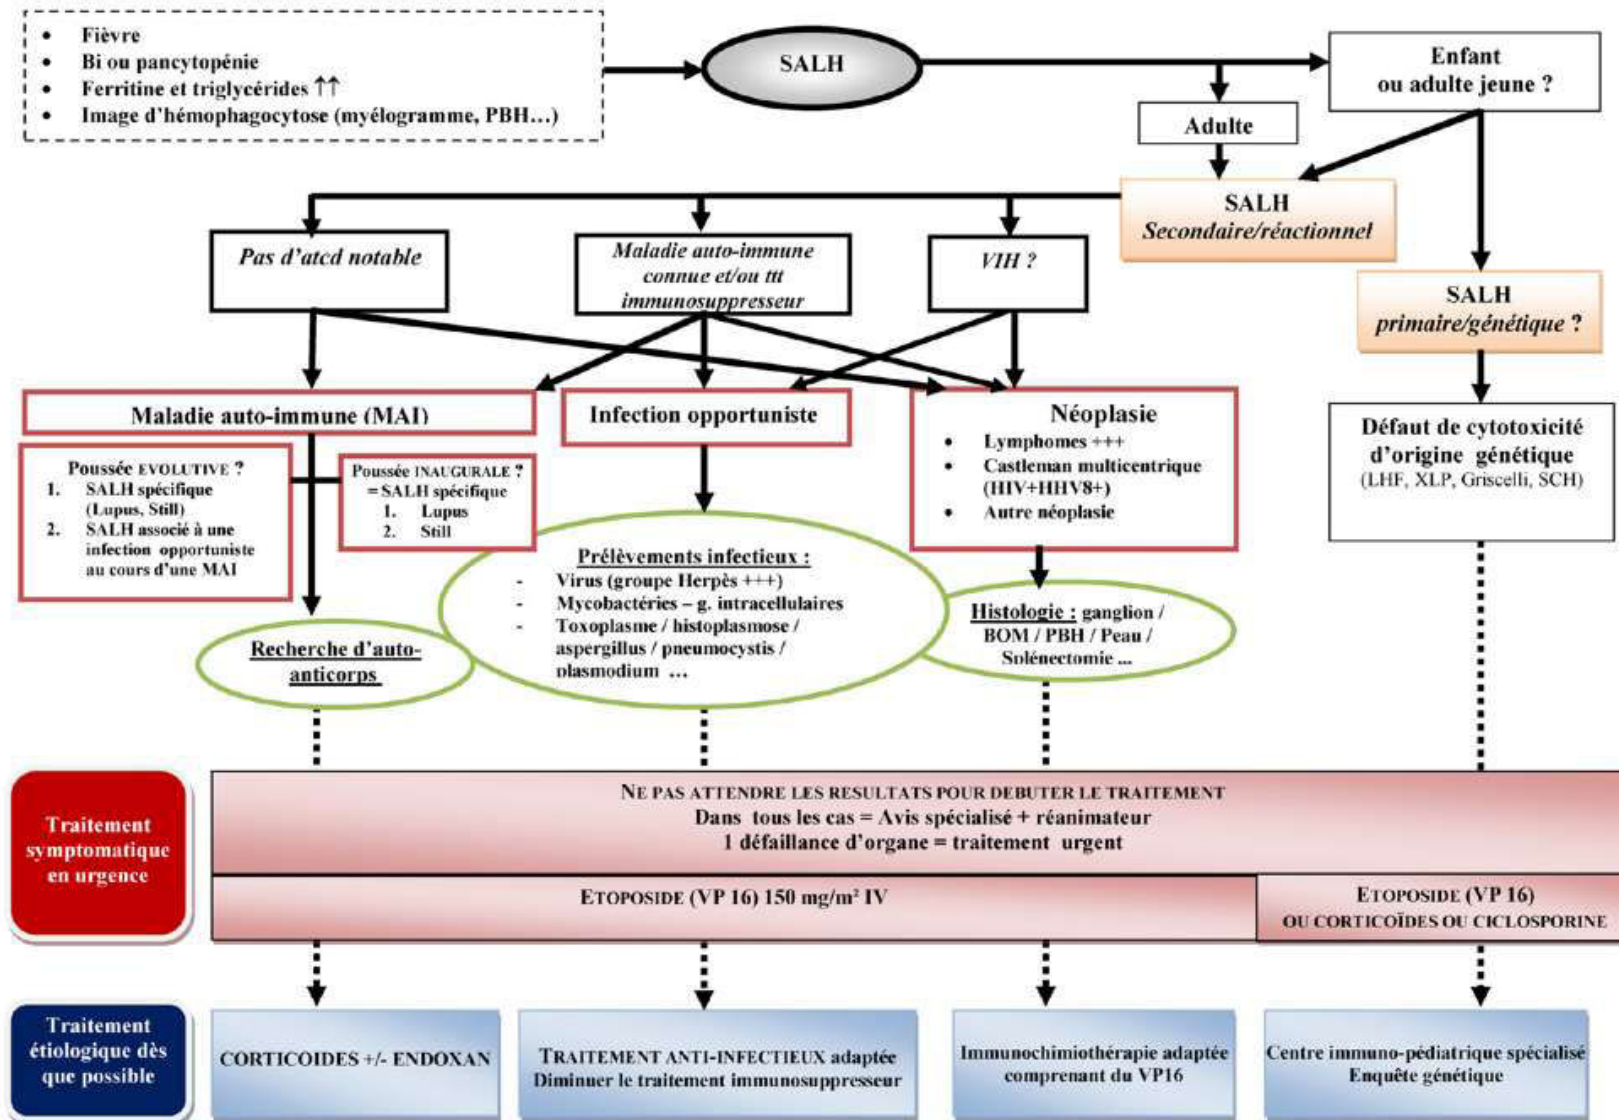 • Fièvre
• Bi ou pancytopénie
• Ferritine et triglycérides ↑↑
• Image d'hémophagocytose (myélogramme, PBH…)
SALH
Enfant
ou adulte jeune ?
Adulte
SALH
Secondaire/réactionnel
Pas d'atcd notable
Maladie auto-immune
connue et/ou ttt
immunosuppresseur
VIH ?
SALH
primaire/génétique ?
Maladie auto-immune (MAI)
Infection opportuniste
Néoplasie
• Lymphomes +++
• Castleman multicentrique
(HIV+HHV8+)
• Autre néoplasie
Défaut de cytotoxicité
d'origine génétique
(LHF, XLP, Griscelli, SCH)
Poussée EVOLUTIVE ?
1. SALH spécifique
(Lupus, Still)
2. SALH associé à une
infection opportuniste
au cours d'une MAI
Poussée INAUGURALE ?
= SALH spécifique
1. Lupus
2. Still
Prélèvements infectieux :
- Virus (groupe Herpès +++)
- Mycobactéries – g. intracellulaires
- Toxoplasme / histoplasmose /
aspergillus / pneumocystis /
plasmodium …
Histologie : ganglion /
BOM / PBH / Peau /
Splénectomie ...
Recherche d'auto-
anticorps
Traitement
symptomatique
en urgence
NE PAS ATTENDRE LES RESULTATS POUR DEBUTER LE TRAITEMENT
Dans tous les cas = Avis spécialisé + réanimateur
1 défaillance d'organe = traitement urgent
ETOPOSIDE (VP 16) 150 mg/m² IV
ETOPOSIDE (VP 16)
OU CORTICOÏDES OU CICLOSPORINE
Traitement
étiologique dès
que possible
CORTICOIDES +/- ENDOXAN
TRAITEMENT ANTI-INFECTIEUX adaptée
Diminuer le traitement immunosuppresseur
Immunochimiothérapie adaptée
comprenant du VP16
Centre immuno-pédiatrique spécialisé
Enquête génétique